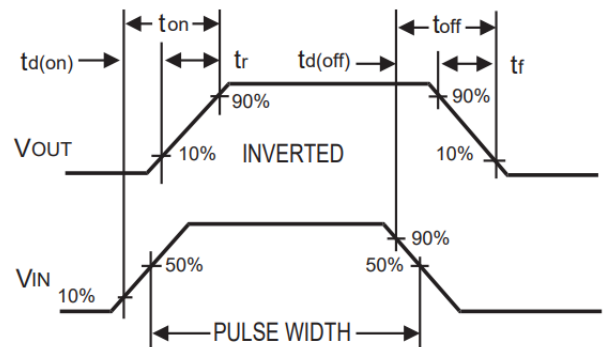 ton toff
td(on) tr td(off) tf
90% 90%
VOUT 10% INVERTED 10%
90%
VIN 10% 50% 50%
PULSE WIDTH